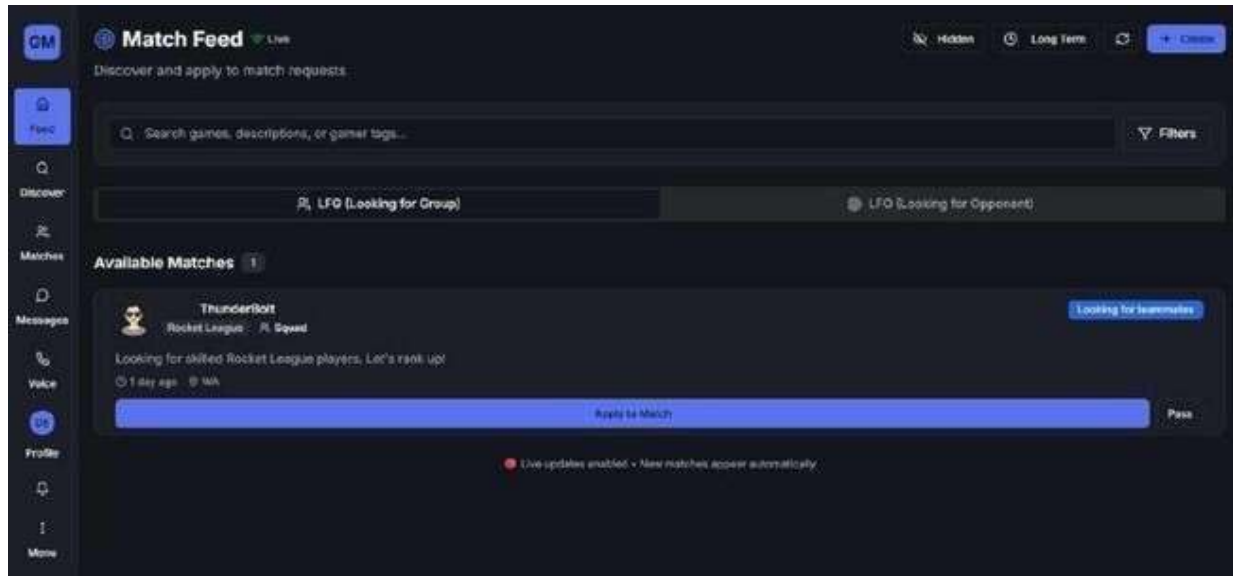 GM
Feed
Discover
Matches
Messages
Voice
Profile
Menu
Match Feed Live
Discover and apply to match requests
Hidden
Long Term
+ Create
Search games, descriptions, or gamer tags...
Filters
LFG (Looking for Group)
LFO (Looking for Opponent)
Available Matches 1
ThunderBolt
Rocket League Squad
Looking for teammates
Looking for skilled Rocket League players. Let's rank up!
1 day ago WA
Apply to Match
Pass
Live updates enabled • New matches appear automatically